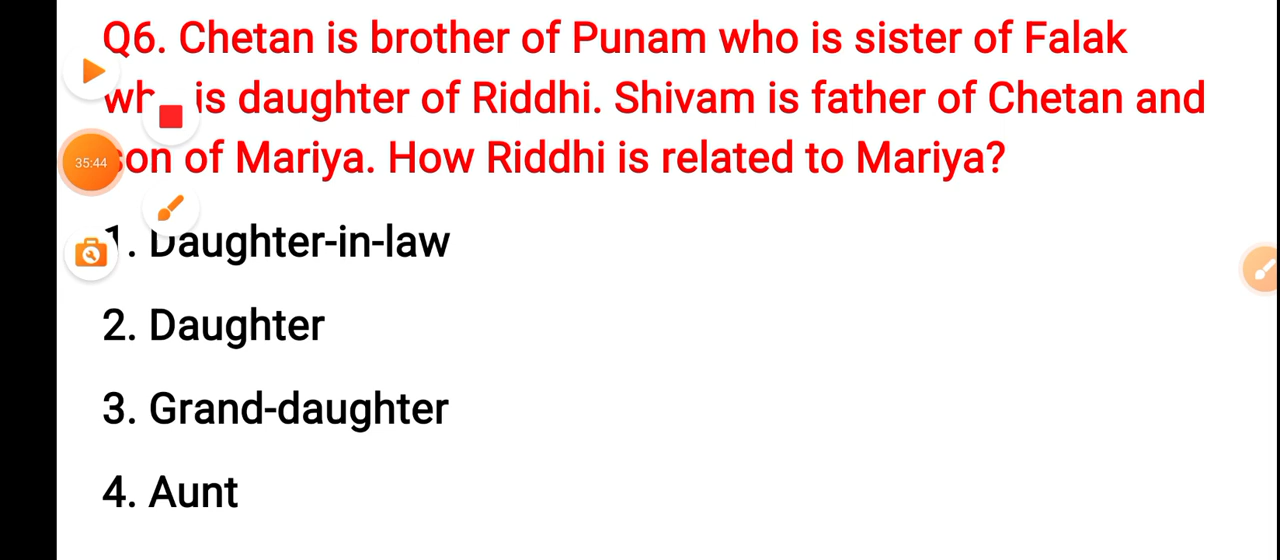 Q6. Chetan is brother of Punam who is sister of Falak
is daughter of Riddhi. Shivam is father of Chetan and
35:44 of Mariya. How Riddhi is related to Mariya?
1. Daughter-in-law
2. Daughter
3. Grand-daughter
4. Aunt